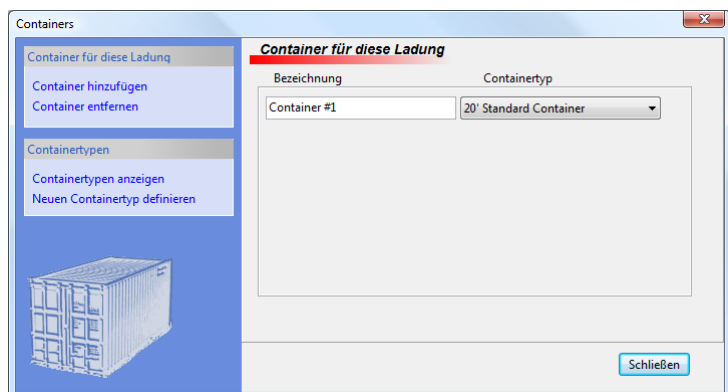 Containers
Container für diese Ladung
Container hinzufügen
Container entfernen
Containertypen
Containertypen anzeigen
Neuen Containertyp definieren
Container für diese Ladung
Bezeichnung Containertyp
Container #1 20' Standard Container
Schließen